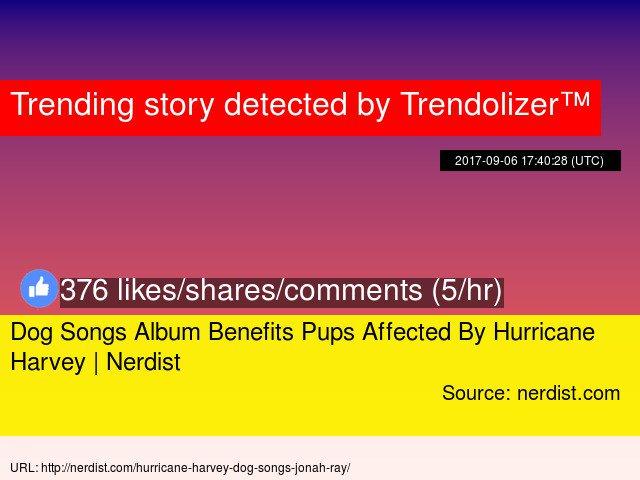 Trending story detected by Trendolizer™
2017-09-06 17:40:28 (UTC)
376 likes/shares/comments (5/hr)
Dog Songs Album Benefits Pups Affected By Hurricane
Harvey | Nerdist
Source: nerdist.com
URL: http://nerdist.com/hurricane-harvey-dog-songs-jonah-ray/